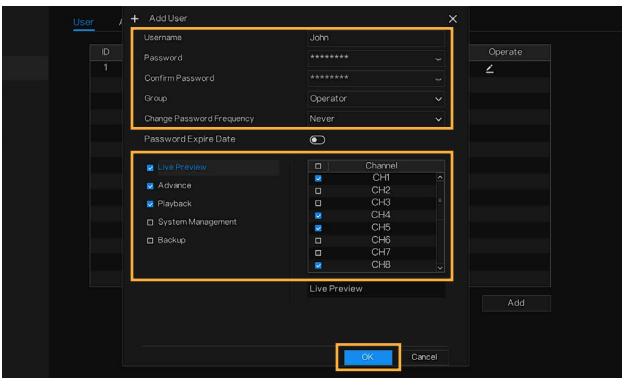 User
+ Add User ×
Username John
ID
Operate
1
Password ********
Confirm Password ********
Group Operator
Change Password Frequency Never
Password Expire Date
Live Preview
Advance
Playback
System Management
Backup
Channel
CH1
CH2
CH3
CH4
CH5
CH6
CH7
CH8
Live Preview
Add
OK
Cancel